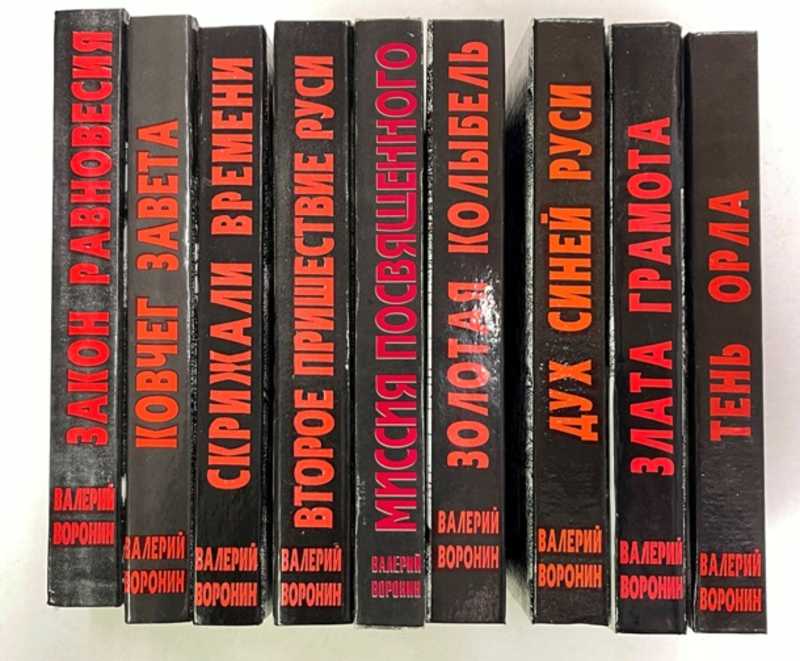 ЗАКОН РАВНОВЕСИЯ
ВАЛЕРИЙ
ВОРОНИН
КОВЧЕГ ЗАВЕТА
ВАЛЕРИЙ
ВОРОНИН
СКРИЖАЛИ ВРЕМЕНИ
ВАЛЕРИЙ
ВОРОНИН
ВТОРОЕ ПРИШЕСТВИЕ РУСИ
ВАЛЕРИЙ
ВОРОНИН
МИССИЯ ПОСВЯЩЕННОГО
ВАЛЕРИЙ
ВОРОНИН
ЗОЛОТАЯ КОЛЫБЕЛЬ
ВАЛЕРИЙ
ВОРОНИН
ДУХ СИНЕЙ РУСИ
ВАЛЕРИЙ
ВОРОНИН
ЗЛАТА ГРАМОТА
ВАЛЕРИЙ
ВОРОНИН
ТЕНЬ ОРЛА
ВАЛЕРИЙ
ВОРОНИН